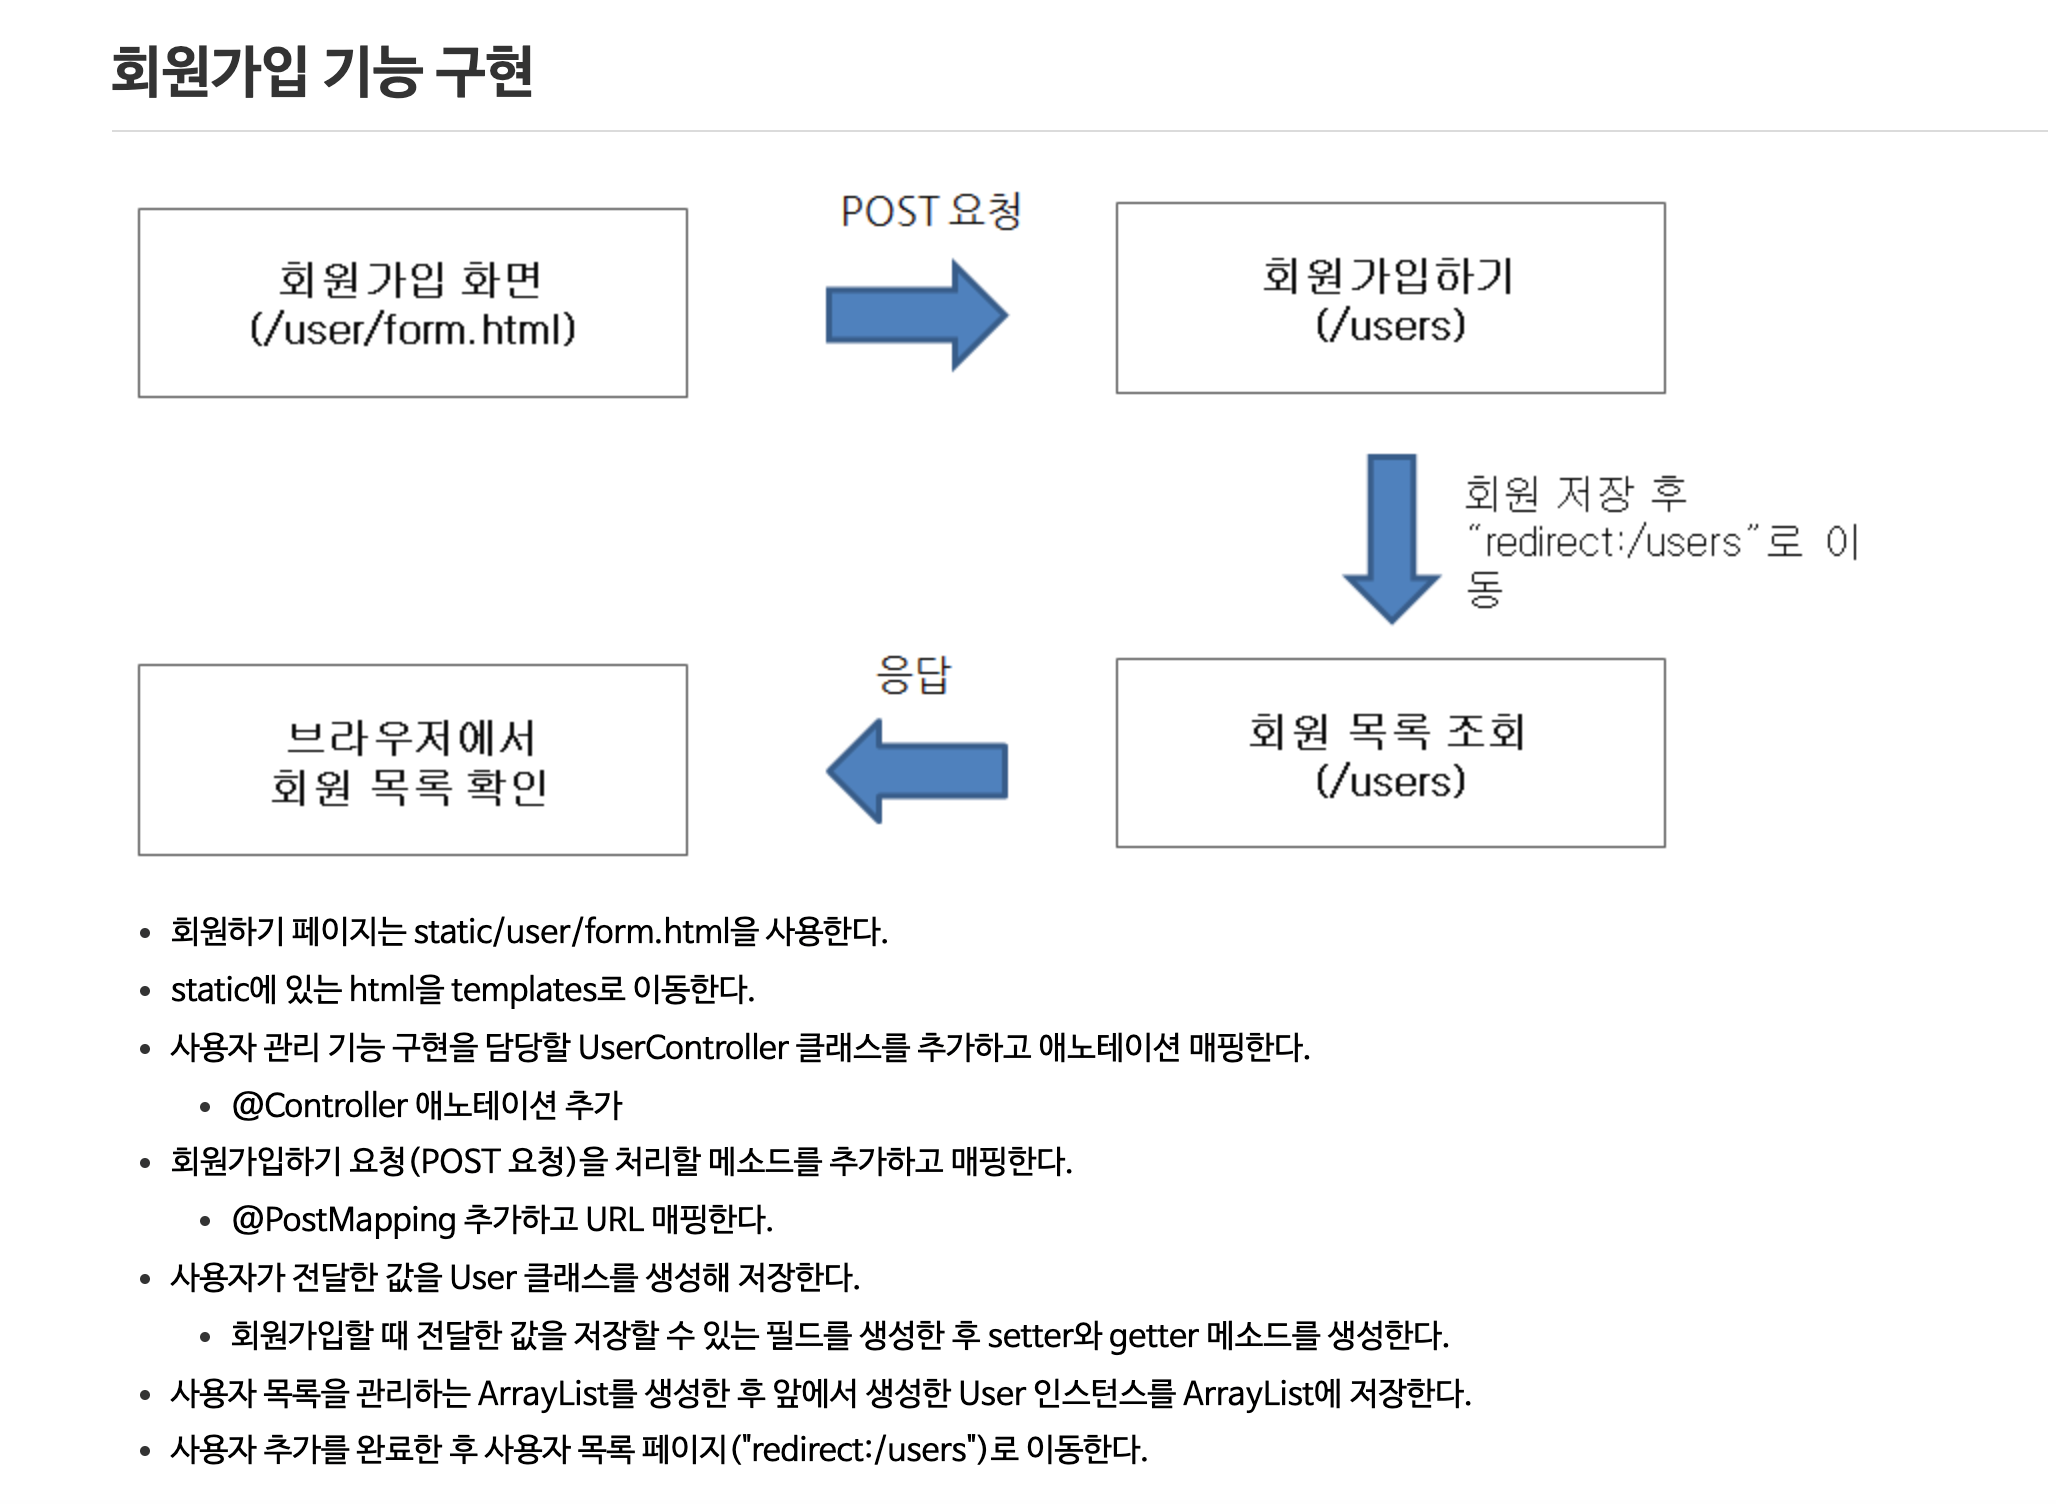 회원가입 기능 구현
POST 요청
회원가입 화면
(/user/form.html)
회원가입하기
(/users)
회원 저장 후
“redirect:/users”로 이
동
응답
브라우저에서
회원 목록 확인
회원 목록 조회
(/users)
• 회원하기 페이지는 static/user/form.html을 사용한다.
• static에 있는 html을 templates로 이동한다.
• 사용자 관리 기능 구현을 담당할 UserController 클래스를 추가하고 애노테이션 매핑한다.
• @Controller 애노테이션 추가
• 회원가입하기 요청(POST 요청)을 처리할 메소드를 추가하고 매핑한다.
• @PostMapping 추가하고 URL 매핑한다.
• 사용자가 전달한 값을 User 클래스를 생성해 저장한다.
• 회원가입할 때 전달한 값을 저장할 수 있는 필드를 생성한 후 setter와 getter 메소드를 생성한다.
• 사용자 목록을 관리하는 ArrayList를 생성한 후 앞에서 생성한 User 인스턴스를 ArrayList에 저장한다.
• 사용자 추가를 완료한 후 사용자 목록 페이지("redirect:/users")로 이동한다.